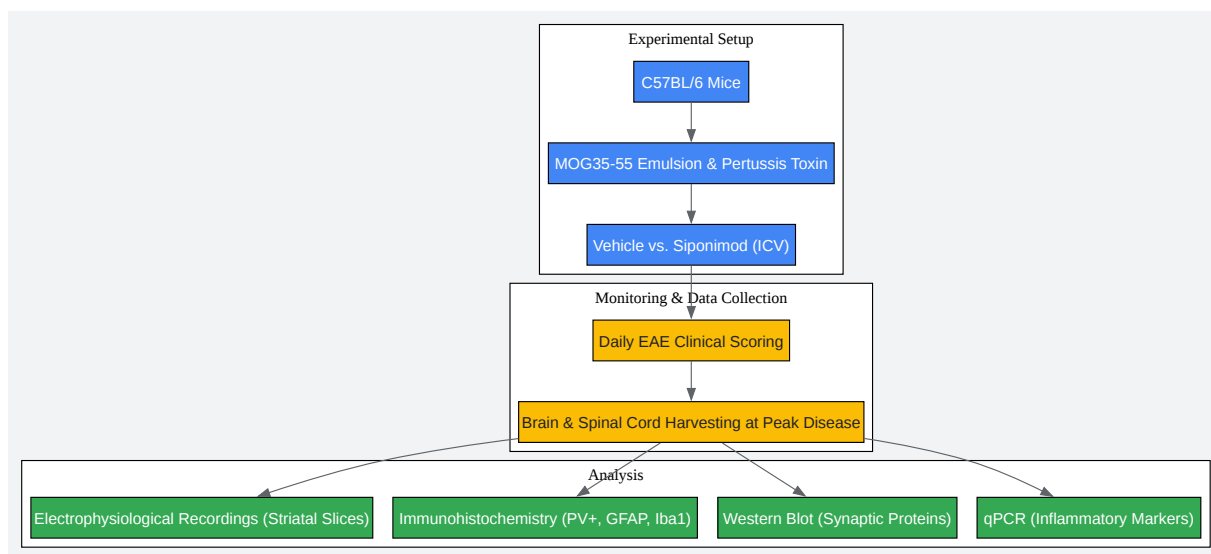 Experimental Setup
C57BL/6 Mice
MOG35-55 Emulsion & Pertussis Toxin
Vehicle vs. Siponimod (ICV)
Monitoring & Data Collection
Daily EAE Clinical Scoring
Brain & Spinal Cord Harvesting at Peak Disease
Analysis
Electrophysiological Recordings (Striatal Slices)
Immunohistochemistry (PV+, GFAP, Iba1)
Western Blot (Synaptic Proteins)
qPCR (Inflammatory Markers)